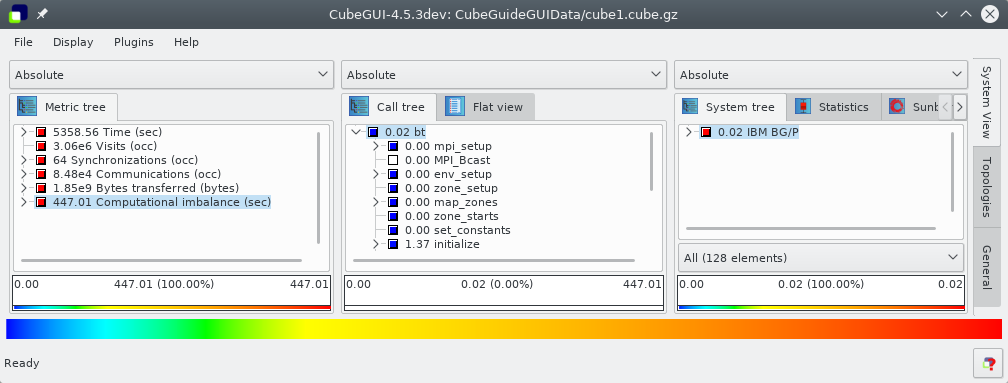 CubeGUI-4.5.3dev: CubeGuideGUIData/cube1.cube.gz
File Display Plugins Help
Absolute
Metric tree
5358.56 Time (sec)
3.06e6 Visits (occ)
64 Synchronizations (occ)
8.48e4 Communications (occ)
1.85e9 Bytes transferred (bytes)
447.01 Computational imbalance (sec)
0.00 447.01 (100.00%) 447.01
Absolute
Call tree Flat view
0.02 bt
0.00 mpi_setup
0.00 MPI_Bcast
0.00 env_setup
0.00 zone_setup
0.00 map_zones
0.00 zone_starts
0.00 set_constants
1.37 initialize
0.00 0.02 (0.00%) 447.01
Absolute
System tree Statistics Sunb
0.02 IBM BG/P
All (128 elements)
0.00 0.02 (100.00%) 0.02
System View
Topologies
General
Ready